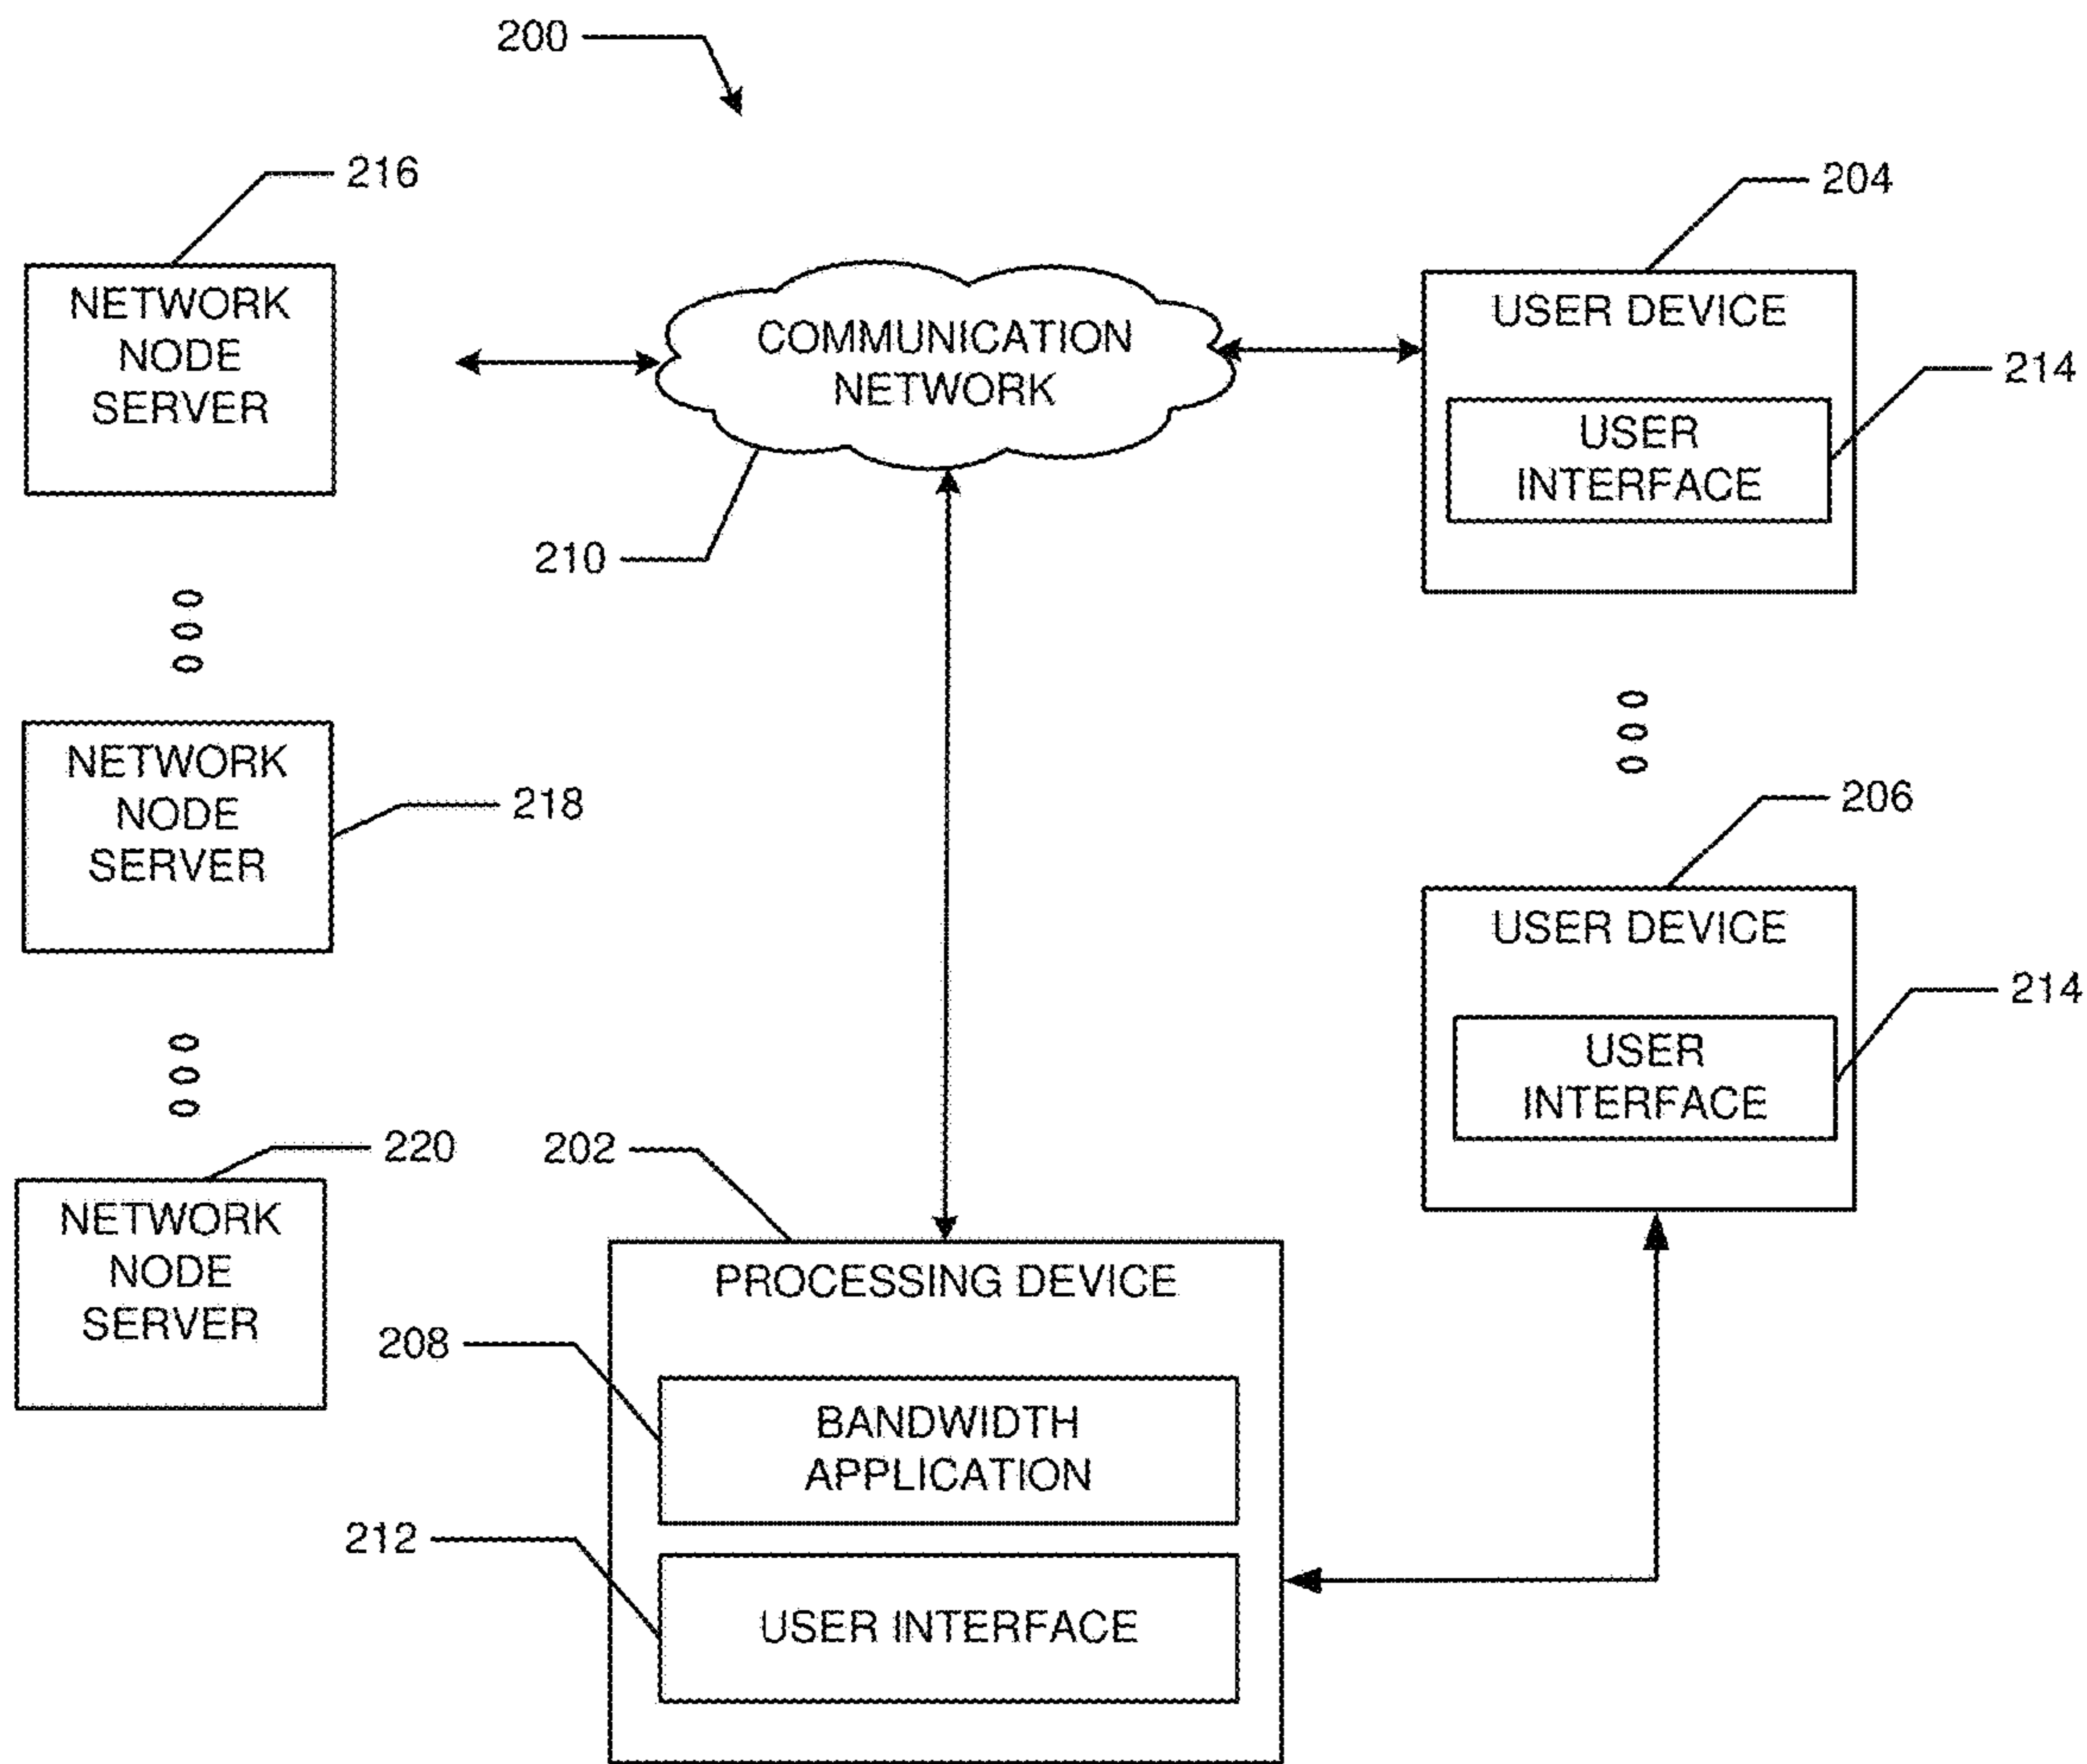 200
216
204
NETWORK
NODE
SERVER
COMMUNICATION
NETWORK
USER DEVICE
214
USER
INTERFACE
210
NETWORK
NODE
SERVER
218
206
USER DEVICE
214
USER
INTERFACE
220
202
NETWORK
NODE
SERVER
PROCESSING DEVICE
208
BANDWIDTH
APPLICATION
212
USER INTERFACE